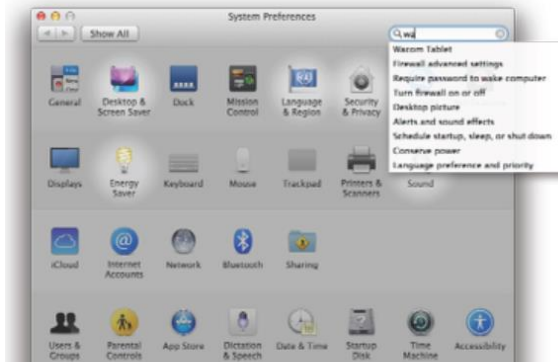 System Preferences
Show All
wa
Wacom Tablet
Firewall advanced settings
Require password to wake computer
Turn firewall on or off
Desktop picture
Alerts and sound effects
Schedule startup, sleep, or shut down
Conserve power
Language preference and priority
General
Desktop &
Screen Saver
Dock
Mission
Control
Language
& Region
Security
& Privacy
Displays
Energy
Saver
Keyboard
Mouse
Trackpad
Printers &
Scanners
Sound
iCloud
Internet
Accounts
Network
Bluetooth
Sharing
Users &
Groups
Parental
Controls
App Store
Dictation
& Speech
Date & Time
Startup
Disk
Time
Machine
Accessibility